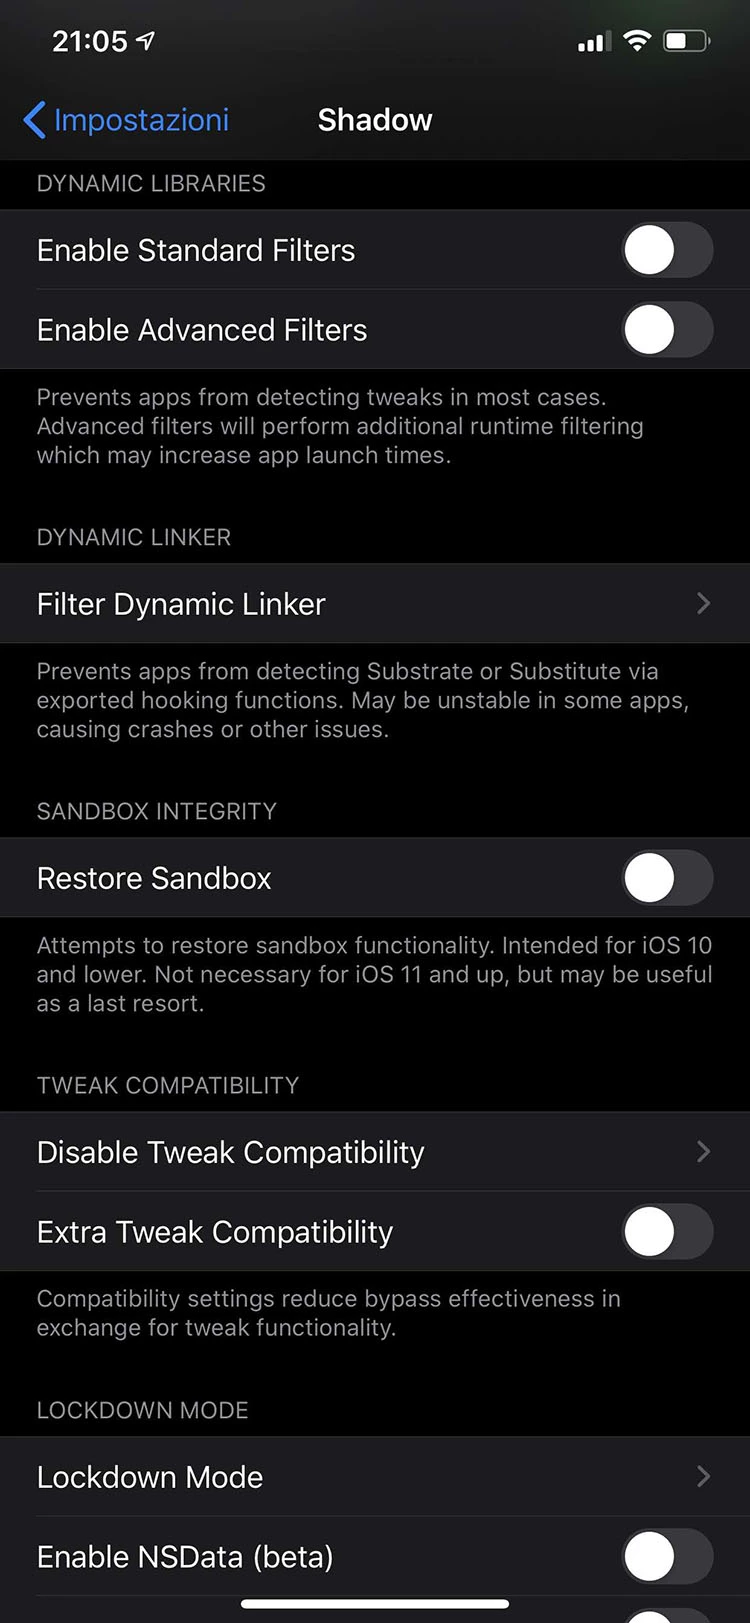 21:05
Impostazioni
Shadow
DYNAMIC LIBRARIES
Enable Standard Filters
Enable Advanced Filters
Prevents apps from detecting tweaks in most cases.
Advanced filters will perform additional runtime filtering
which may increase app launch times.
DYNAMIC LINKER
Filter Dynamic Linker
Prevents apps from detecting Substrate or Substitute via
exported hooking functions. May be unstable in some apps,
causing crashes or other issues.
SANDBOX INTEGRITY
Restore Sandbox
Attempts to restore sandbox functionality. Intended for iOS 10
and lower. Not necessary for iOS 11 and up, but may be useful
as a last resort.
TWEAK COMPATIBILITY
Disable Tweak Compatibility
Extra Tweak Compatibility
Compatibility settings reduce bypass effectiveness in
exchange for tweak functionality.
LOCKDOWN MODE
Lockdown Mode
Enable NSData (beta)